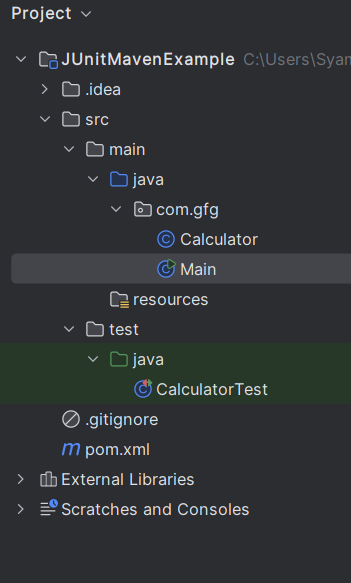 Project
JUnitMavenExample C:\Users\Syam
.idea
src
main
java
com.gfg
Calculator
Main
resources
test
java
CalculatorTest
.gitignore
pom.xml
External Libraries
Scratches and Consoles